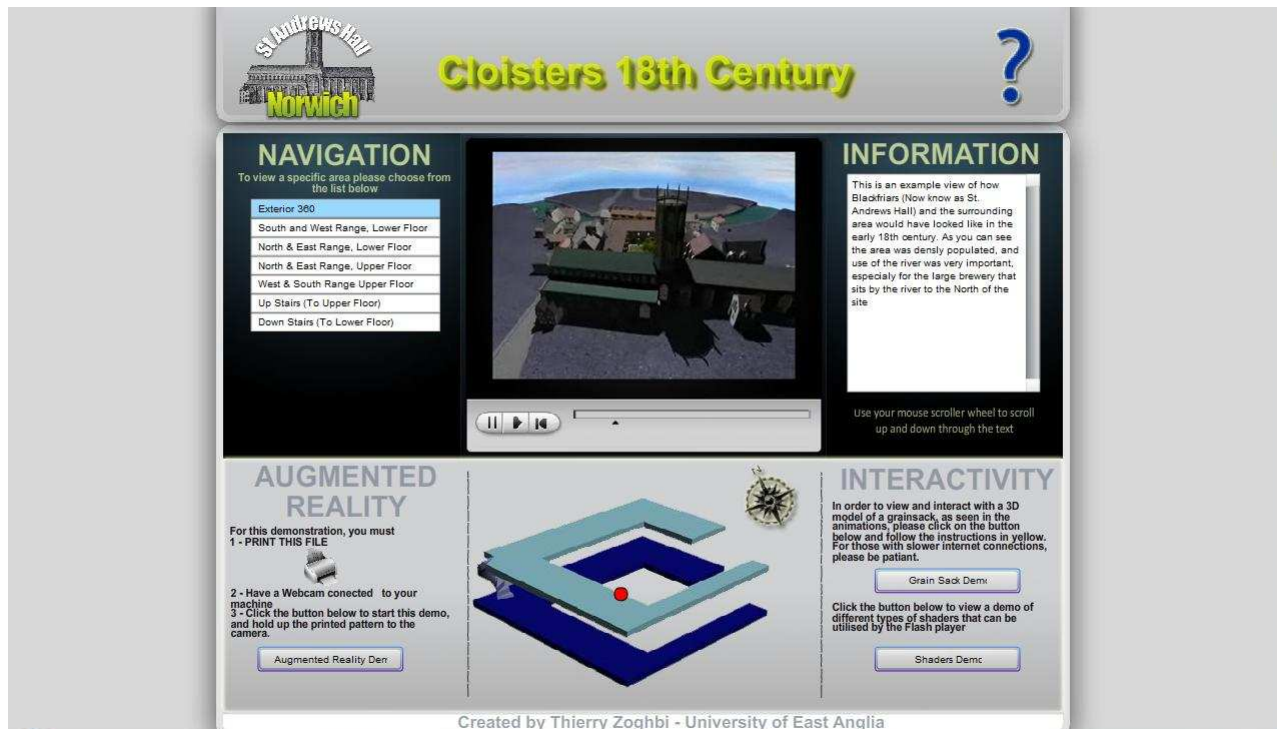 St Andrews Hall
Norwich
Cloisters 18th Century
?
NAVIGATION
To view a specific area please choose from
the list below
Exterior 360
South and West Range, Lower Floor
North & East Range, Lower Floor
North & East Range, Upper Floor
West & South Range Upper Floor
Up Stairs (To Upper Floor)
Down Stairs (To Lower Floor)
INFORMATION
This is an example view of how
Blackfriars (Now know as St.
Andrews Hall) and the surrounding
area would have looked like in the
early 18th century. As you can see
the area was densly populated, and
use of the river was very important,
especialy for the large brewery that
sits by the river to the North of the
site
Use your mouse scroller wheel to scroll
up and down through the text
AUGMENTED
REALITY
For this demonstration, you must
1 - PRINT THIS FILE
2 - Have a Webcam conected to your
machine
3 - Click the button below to start this demo,
and hold up the printed pattern to the
camera.
Augmented Reality Dem
INTERACTIVITY
In order to view and interact with a 3D
model of a grainsack, as seen in the
animations, please click on the button
below and follow the instructions in yellow.
For those with slower internet connections,
please be patiant.
Grain Sack Demo
Click the button below to view a demo of
different types of shaders that can be
utilised by the Flash player
Shaders Demo
Created by Thierry Zoghbi - University of East Anglia